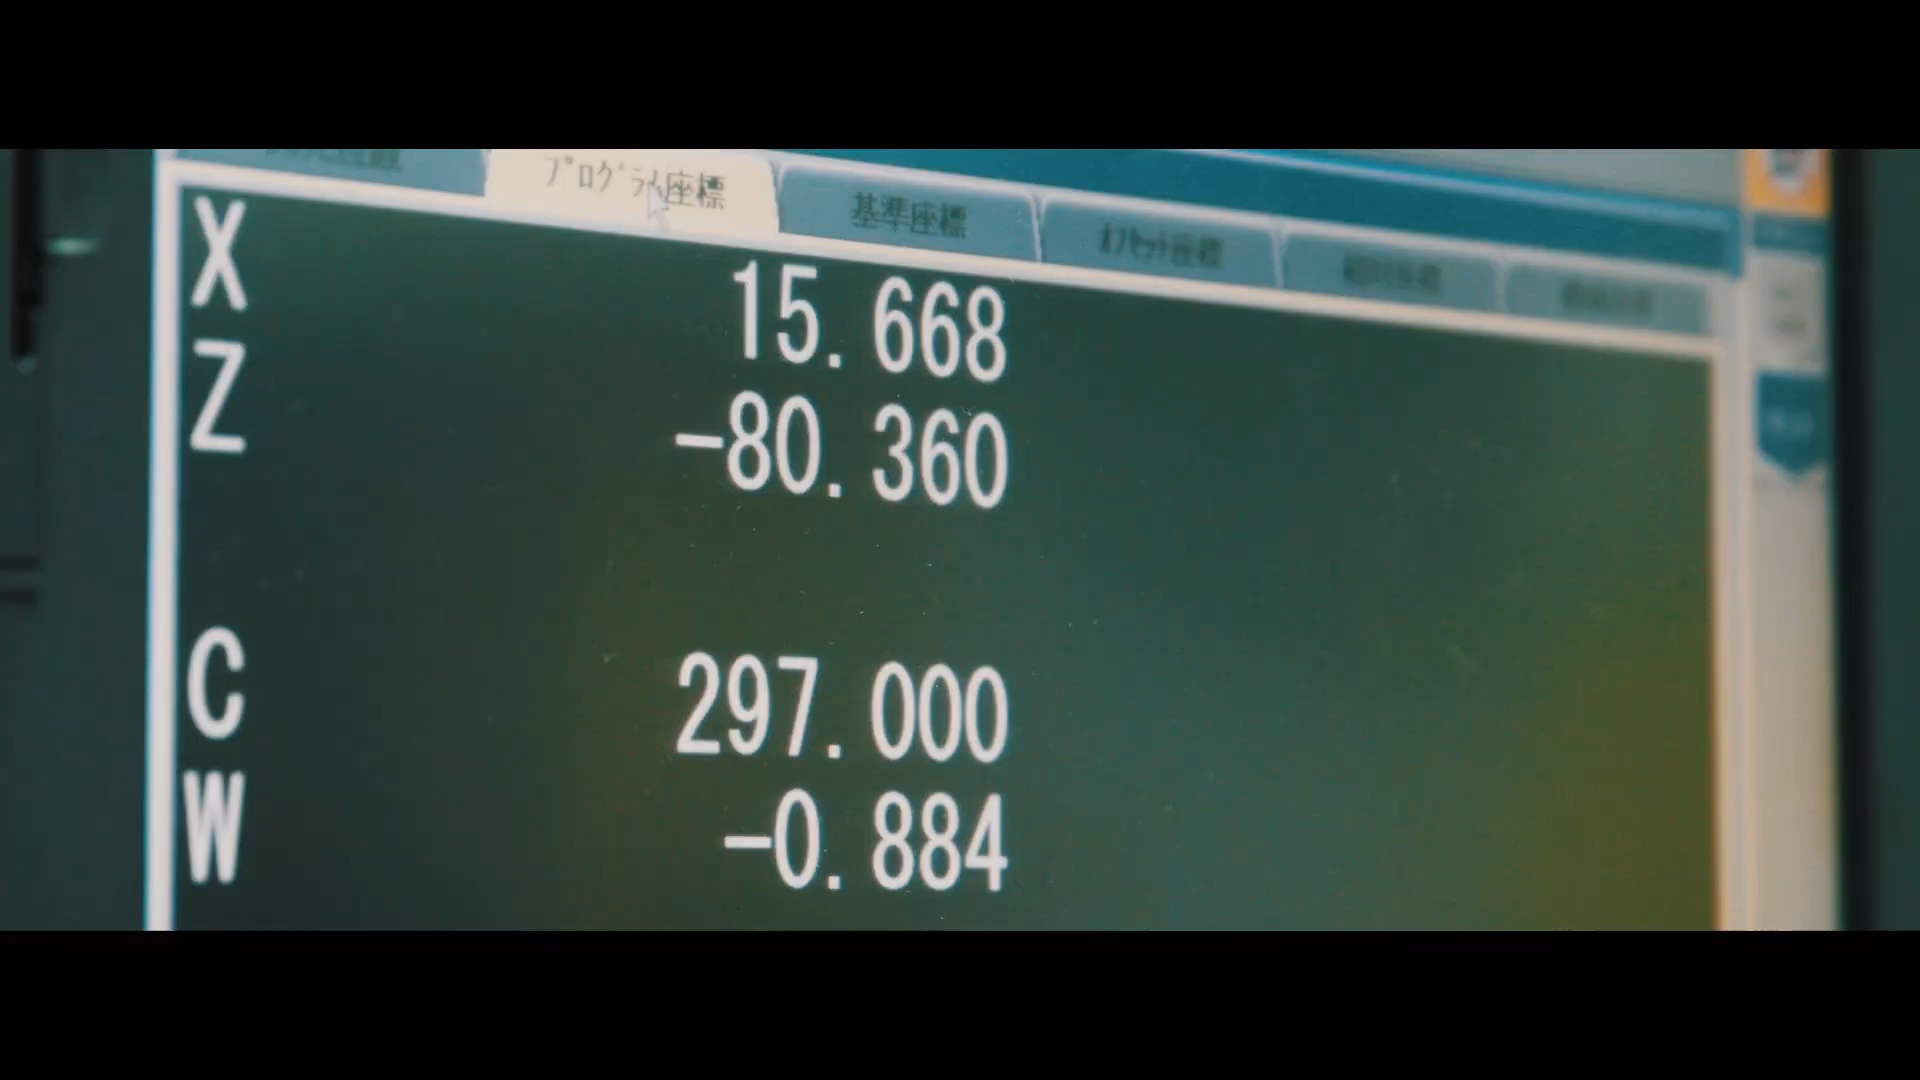 ﾌﾟﾛｸﾞﾗﾑ座標
基準座標
ｵﾌｾｯﾄ座標
X 15.668
Z -80.360
C 297.000
W -0.884